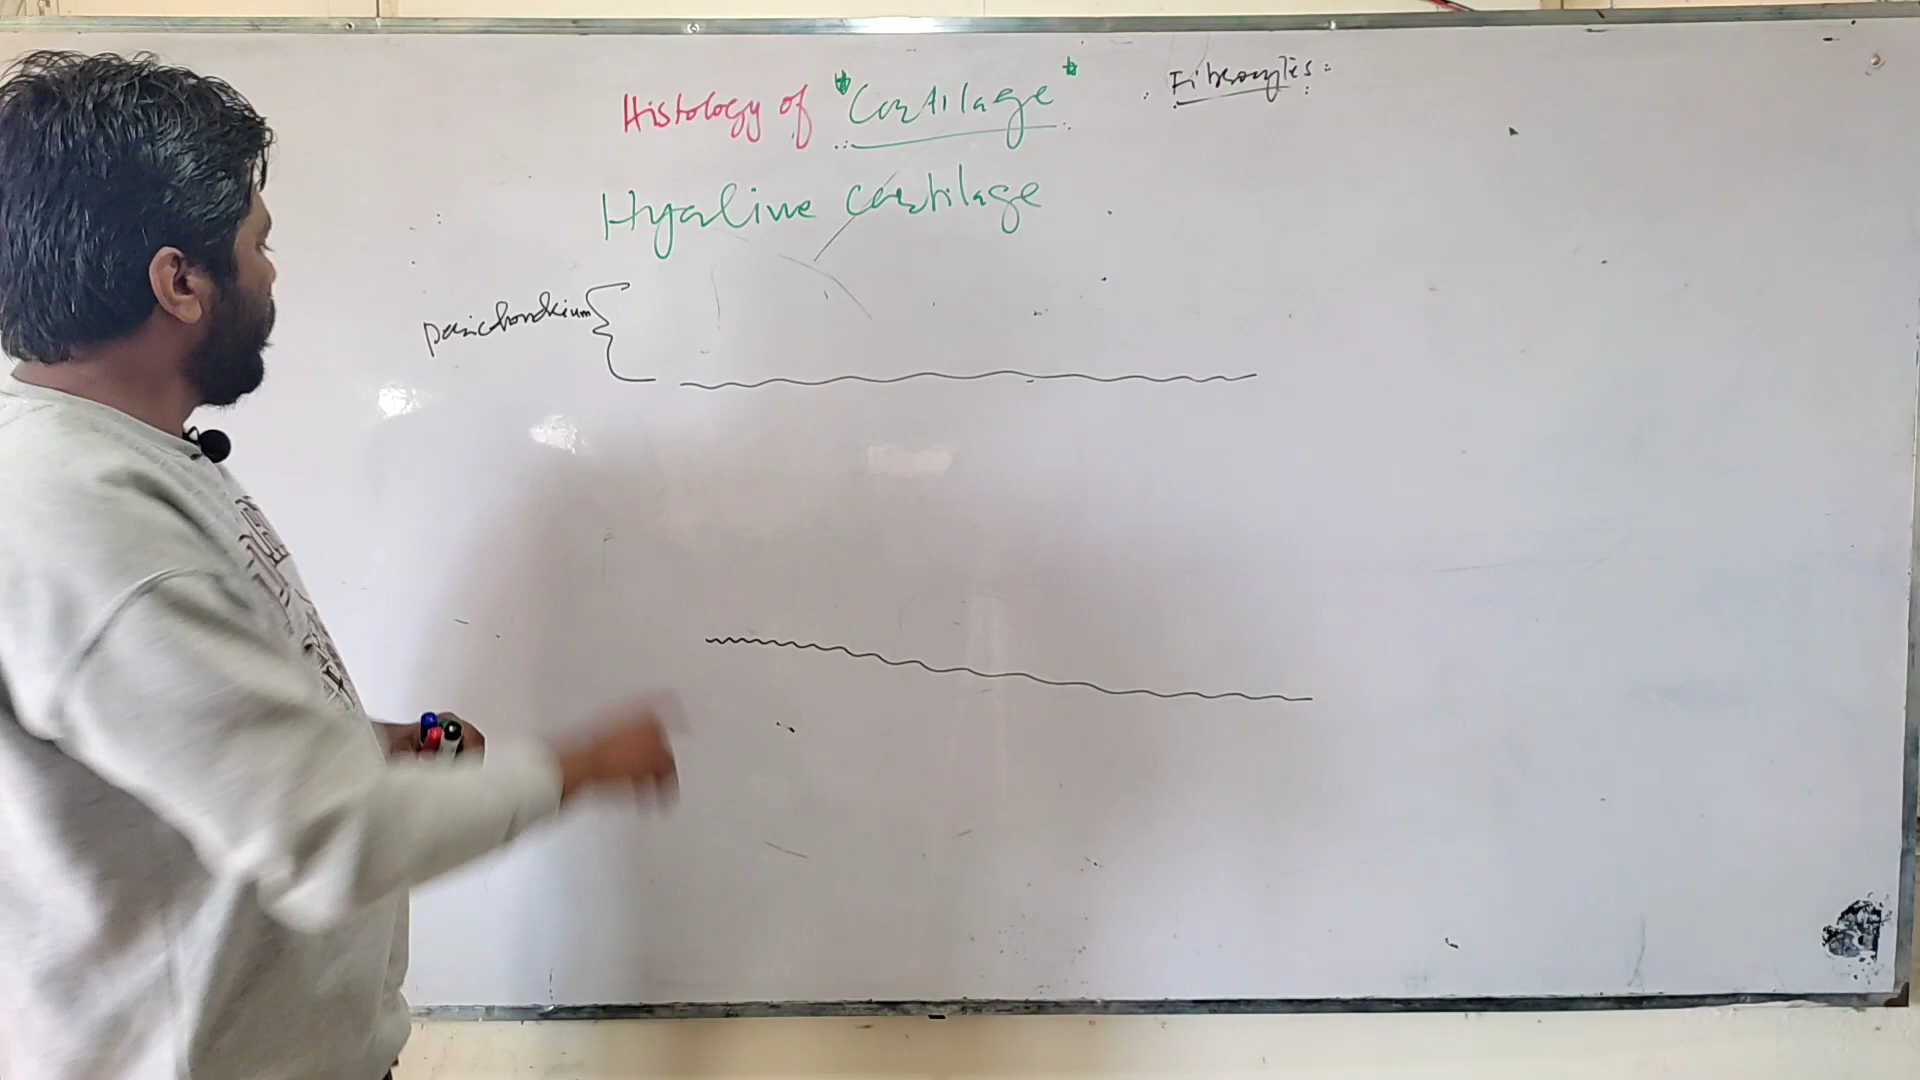 Histology of "Cartilage"
Fibrocytes:
Hyaline cartilage
perichondrium